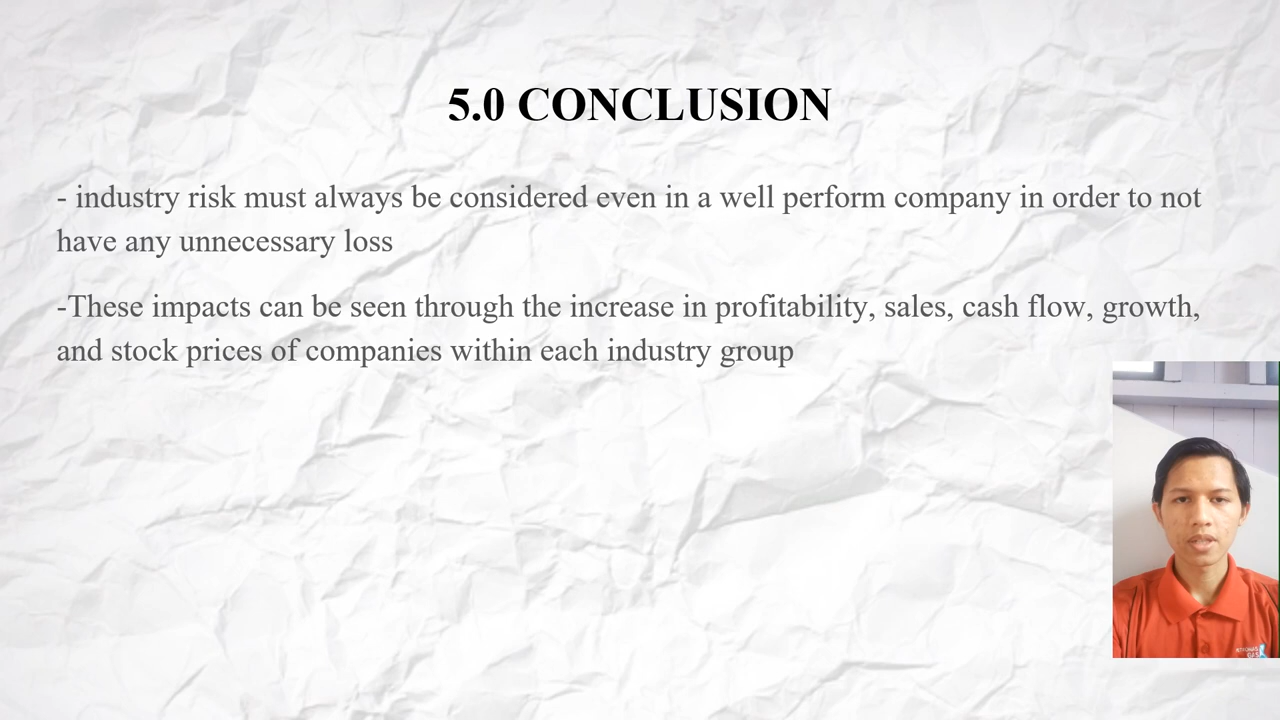 5.0 CONCLUSION
- industry risk must always be considered even in a well perform company in order to not
have any unnecessary loss
-These impacts can be seen through the increase in profitability, sales, cash flow, growth,
and stock prices of companies within each industry group